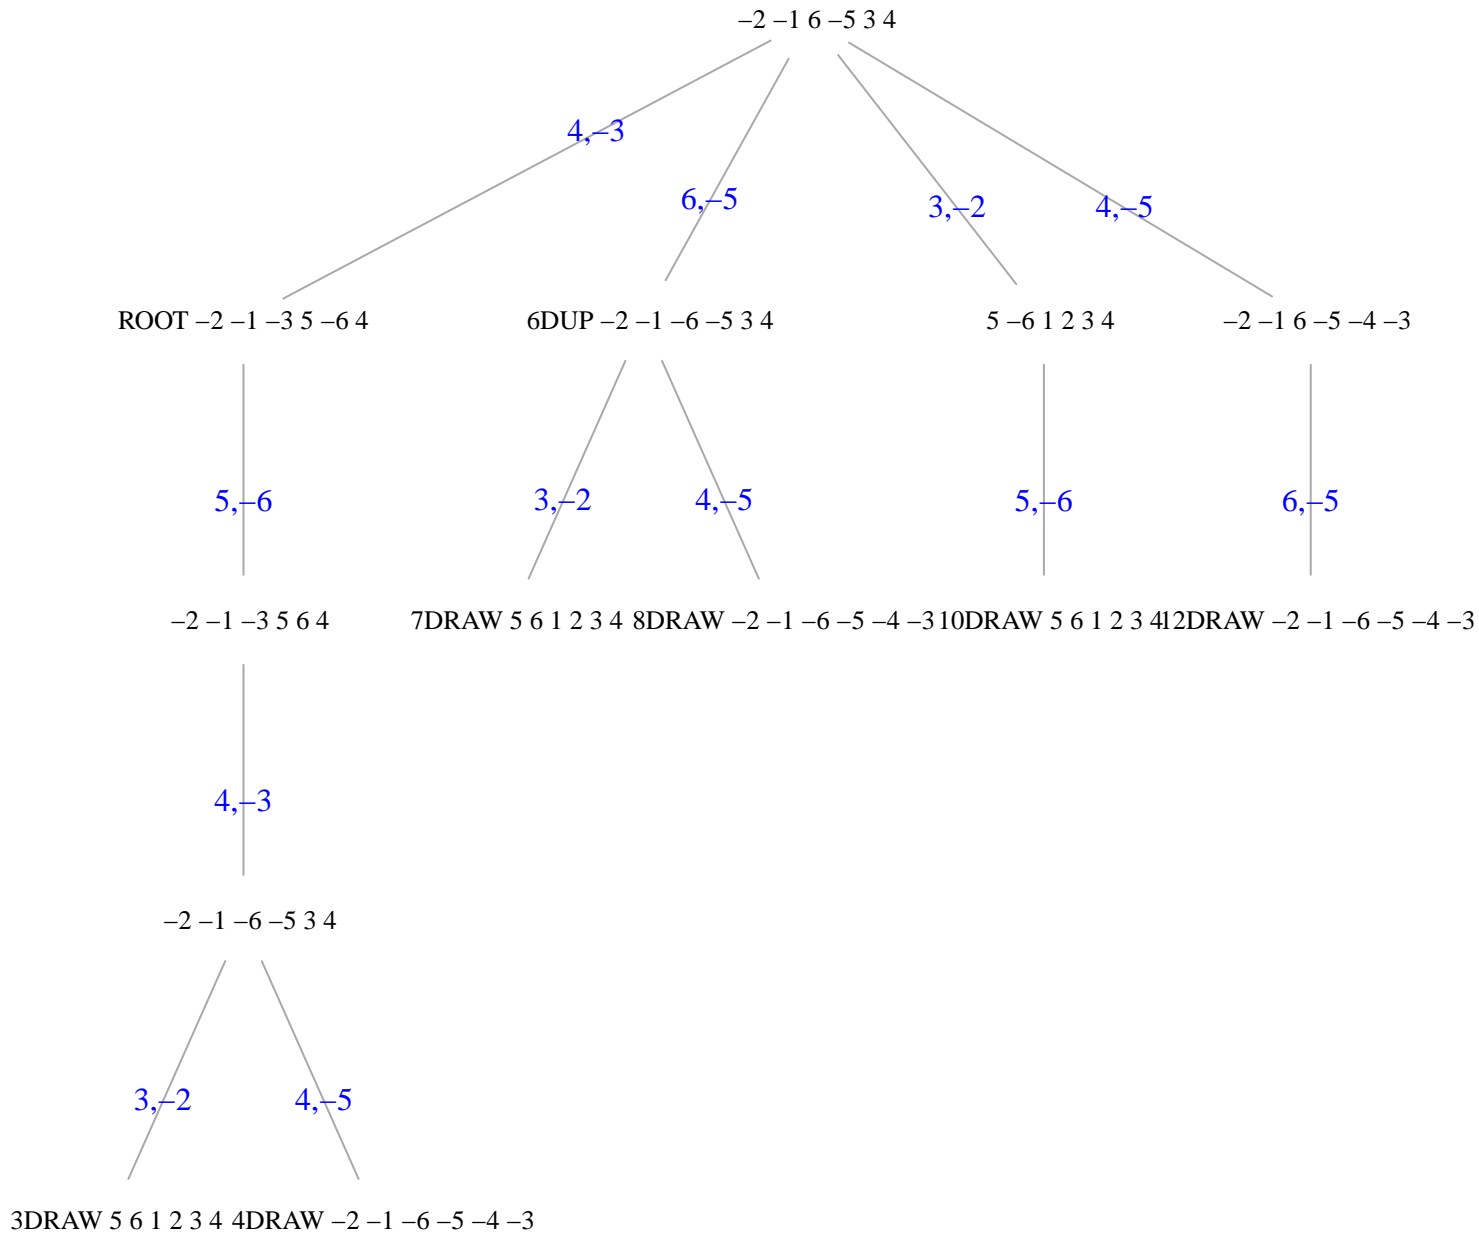 –2 –1 6 –5 3 4
4,–3
6,–5
3,–2
4,–5
ROOT –2 –1 –3 5 –6 4
6DUP –2 –1 –6 –5 3 4
5 –6 1 2 3 4
–2 –1 6 –5 –4 –3
5,–6
3,–2
4,–5
5,–6
6,–5
–2 –1 –3 5 6 4
7DRAW 5 6 1 2 3 4
8DRAW –2 –1 –6 –5 –4 –3
10DRAW 5 6 1 2 3 4
12DRAW –2 –1 –6 –5 –4 –3
4,–3
–2 –1 –6 –5 3 4
3,–2
4,–5
3DRAW 5 6 1 2 3 4
4DRAW –2 –1 –6 –5 –4 –3